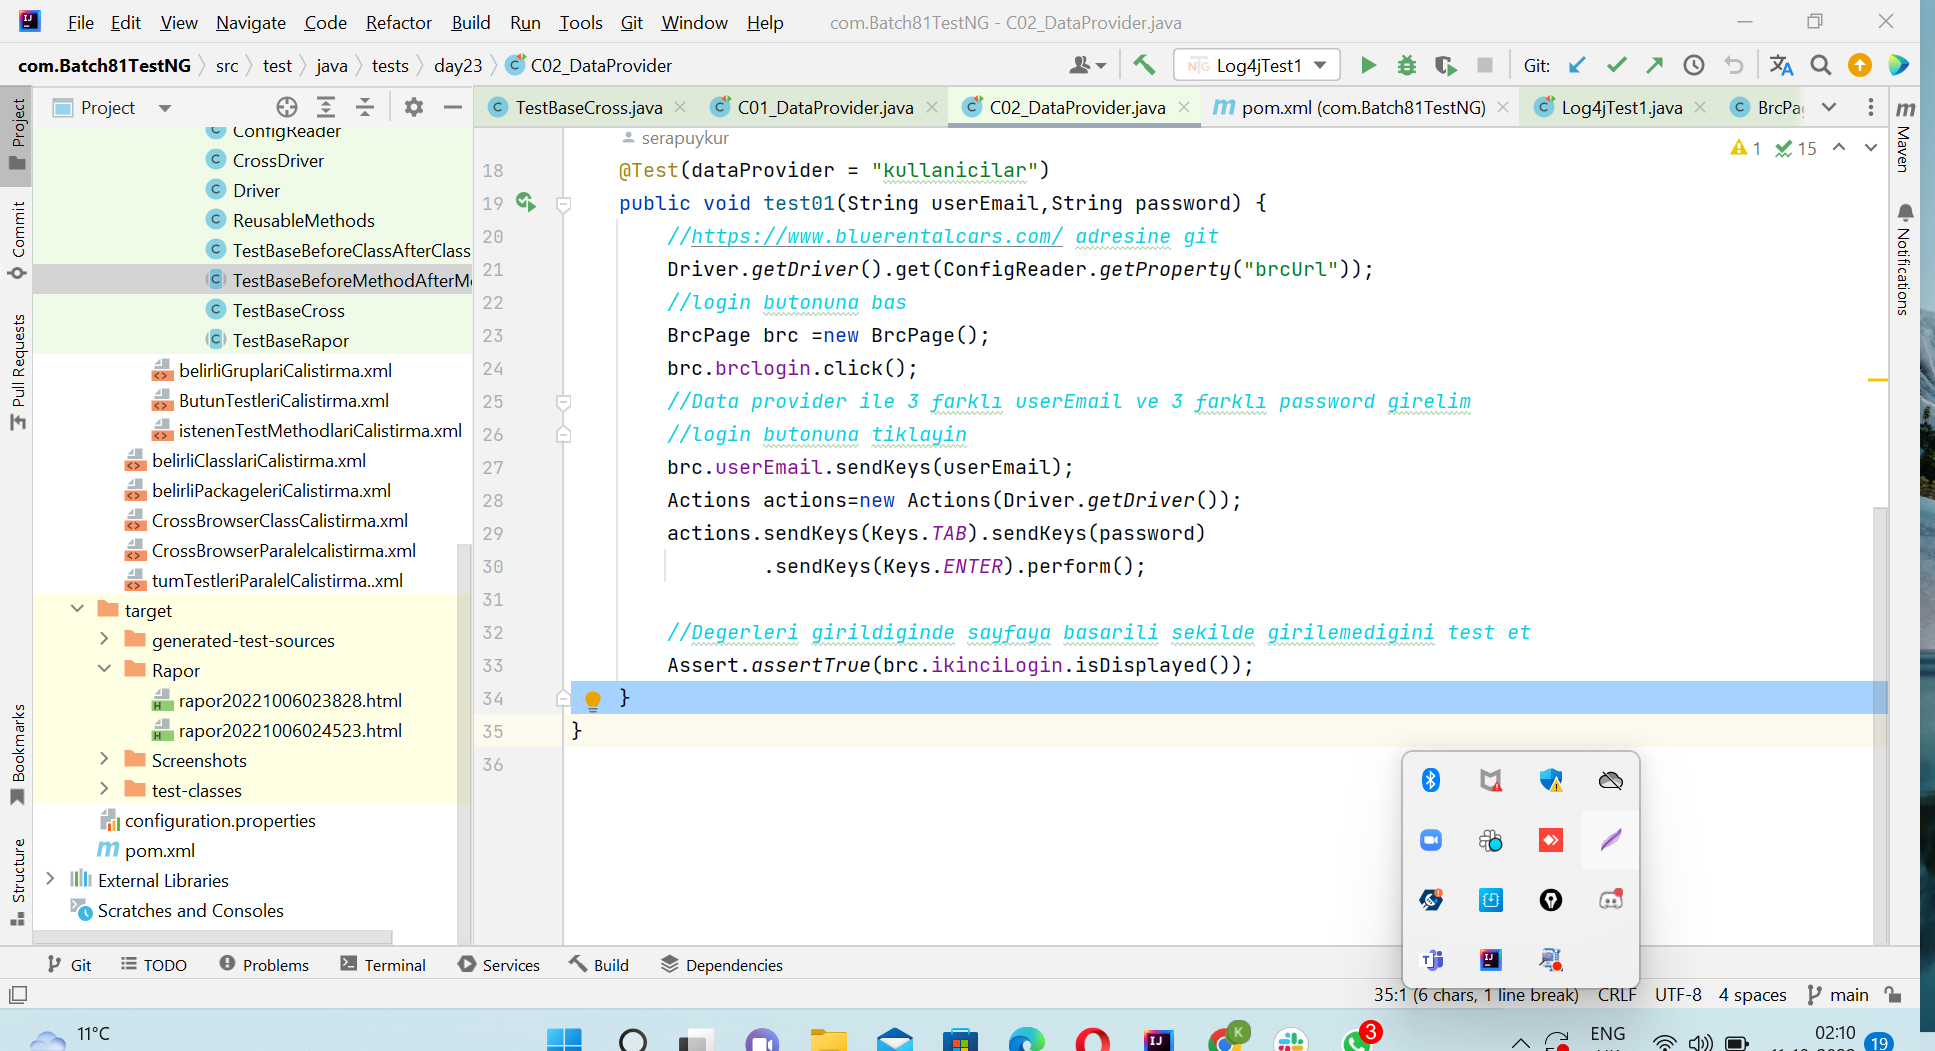 File Edit View Navigate Code Refactor Build Run Tools Git Window Help com.Batch81TestNG - C02_DataProvider.java
com.Batch81TestNG src test java tests day23 C02_DataProvider Log4jTest1 Git:
Project
TestBaseCross.java C01_DataProvider.java C02_DataProvider.java pom.xml (com.Batch81TestNG) Log4jTest1.java
Project
Commit
Pull Requests
Bookmarks
Structure
ConfigReader
CrossDriver
Driver
ReusableMethods
TestBaseBeforeClassAfterClass
TestBaseBeforeMethodAfterM
TestBaseCross
TestBaseRapor
belirliGruplariCalistirma.xml
ButunTestleriCalistirma.xml
istenenTestMethodlariCalistirma.xml
belirliClasslariCalistirma.xml
belirliPackageleriCalistirma.xml
CrossBrowserClassCalistirma.xml
CrossBrowserParalelcalistirma.xml
tumTestleriParalelCalistirma..xml
target
generated-test-sources
Rapor
rapor20221006023828.html
rapor20221006024523.html
Screenshots
test-classes
configuration.properties
pom.xml
External Libraries
Scratches and Consoles
serapuykur
1 15
18 @Test(dataProvider = "kullanicilar")
19 public void test01(String userEmail,String password) {
20 //https://www.bluerentalcars.com/ adresine git
21 Driver.getDriver().get(ConfigReader.getProperty("brcUrl"));
22 //login butonuna bas
23 BrcPage brc =new BrcPage();
24 brc.brclogin.click();
25 //Data provider ile 3 farklı userEmail ve 3 farklı password girelim
26 //login butonuna tiklayin
27 brc.userEmail.sendKeys(userEmail);
28 Actions actions=new Actions(Driver.getDriver());
29 actions.sendKeys(Keys.TAB).sendKeys(password)
30 .sendKeys(Keys.ENTER).perform();
31
32 //Degerleri girildiginde sayfaya basarili sekilde girilemedigini test et
33 Assert.assertTrue(brc.ikinciLogin.isDisplayed());
34 }
35 }
36
Maven
Notifications
Git TODO Problems Terminal Services Build Dependencies
35:1 (6 chars, 1 line break) CRLF UTF-8 4 spaces main
11°C
K
3
ENG
02:10
19